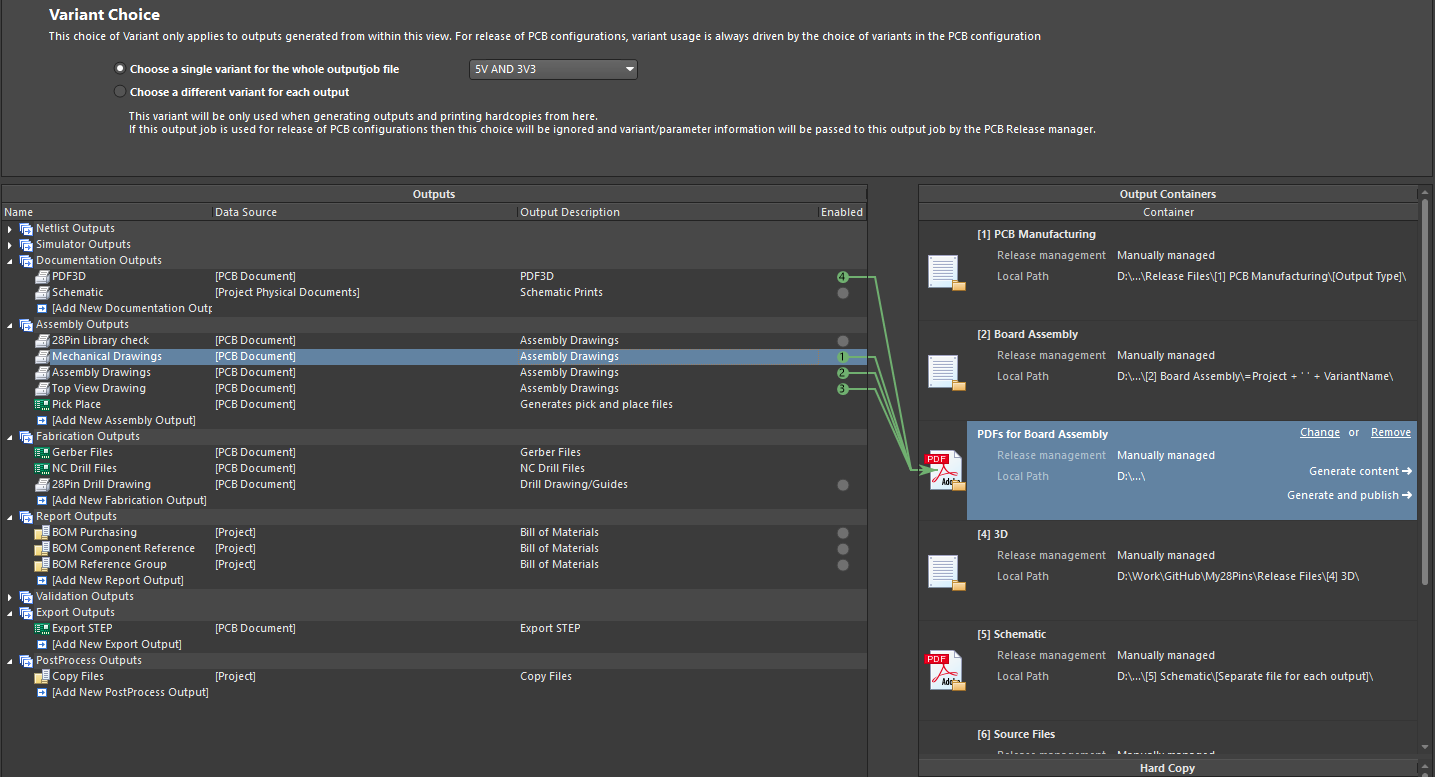 Variant Choice
This choice of Variant only applies to outputs generated from within this view. For release of PCB configurations, variant usage is always driven by the choice of variants in the PCB configuration
Choose a single variant for the whole outputjob file 5V AND 3V3
Choose a different variant for each output
This variant will be only used when generating outputs and printing hardcopies from here.
If this output job is used for release of PCB configurations then this choice will be ignored and variant/parameter information will be passed to this output job by the PCB Release manager.
Outputs
Name Data Source Output Description Enabled
Netlist Outputs
Simulator Outputs
Documentation Outputs
PDF3D [PCB Document] PDF3D 4
Schematic [Project Physical Documents] Schematic Prints
[Add New Documentation Outp
Assembly Outputs
28Pin Library check [PCB Document] Assembly Drawings
Mechanical Drawings [PCB Document] Assembly Drawings 1
Assembly Drawings [PCB Document] Assembly Drawings 2
Top View Drawing [PCB Document] Assembly Drawings 3
Pick Place [PCB Document] Generates pick and place files
[Add New Assembly Output]
Fabrication Outputs
Gerber Files [PCB Document] Gerber Files
NC Drill Files [PCB Document] NC Drill Files
28Pin Drill Drawing [PCB Document] Drill Drawing/Guides
[Add New Fabrication Output]
Report Outputs
BOM Purchasing [Project] Bill of Materials
BOM Component Reference [Project] Bill of Materials
BOM Reference Group [Project] Bill of Materials
[Add New Report Output]
Validation Outputs
Export Outputs
Export STEP [PCB Document] Export STEP
[Add New Export Output]
PostProcess Outputs
Copy Files [Project] Copy Files
[Add New PostProcess Output]
Output Containers
Container
[1] PCB Manufacturing
Release management Manually managed
Local Path D:\...\Release Files\[1] PCB Manufacturing\[Output Type]\
[2] Board Assembly
Release management Manually managed
Local Path D:\...\[2] Board Assembly\=Project + ' ' + VariantName\
PDFs for Board Assembly Change or Remove
PDF
Adob
Release management Manually managed
Local Path D:\...\
Generate content
Generate and publish
[4] 3D
Release management Manually managed
Local Path D:\Work\GitHub\My28Pins\Release Files\[4] 3D\
[5] Schematic
PDF
Adob
Release management Manually managed
Local Path D:\...\[5] Schematic\[Separate file for each output]\
[6] Source Files
Release management Manually managed
Hard Copy